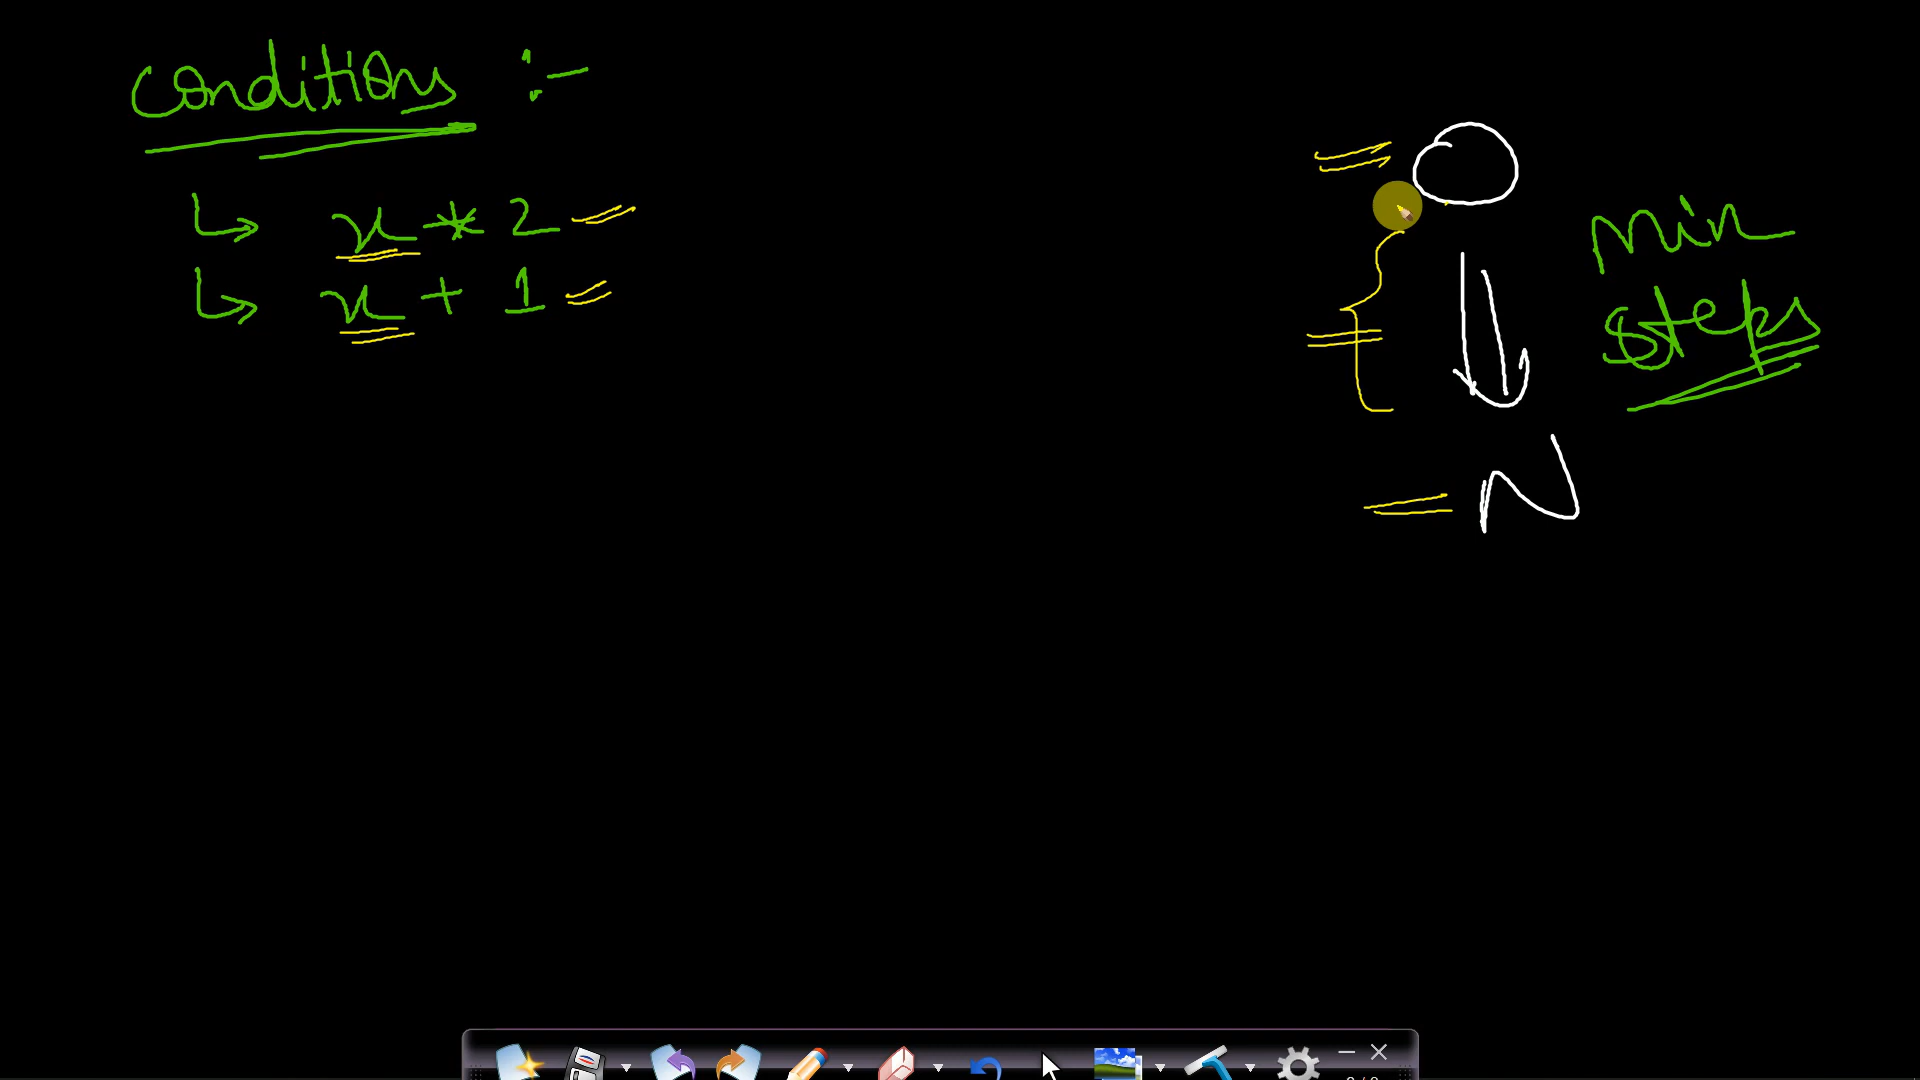 conditions :-
↳ x * 2
↳ x + 1
0
min
steps
N